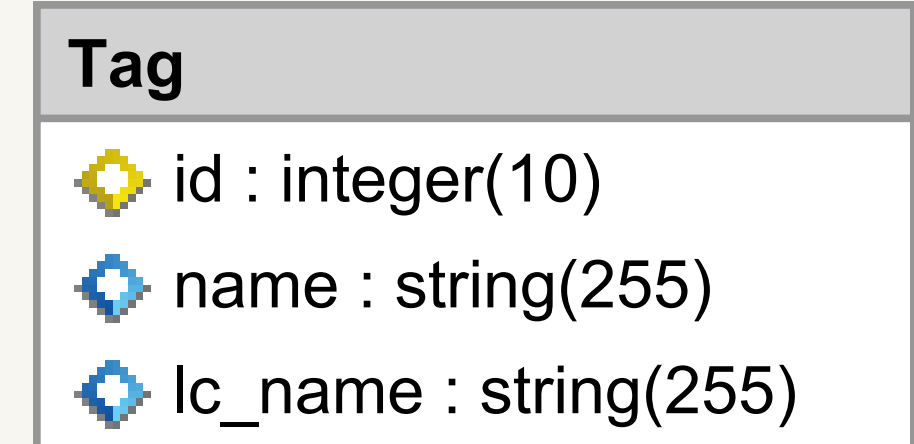 Tag
id : integer(10)
name : string(255)
lc_name : string(255)